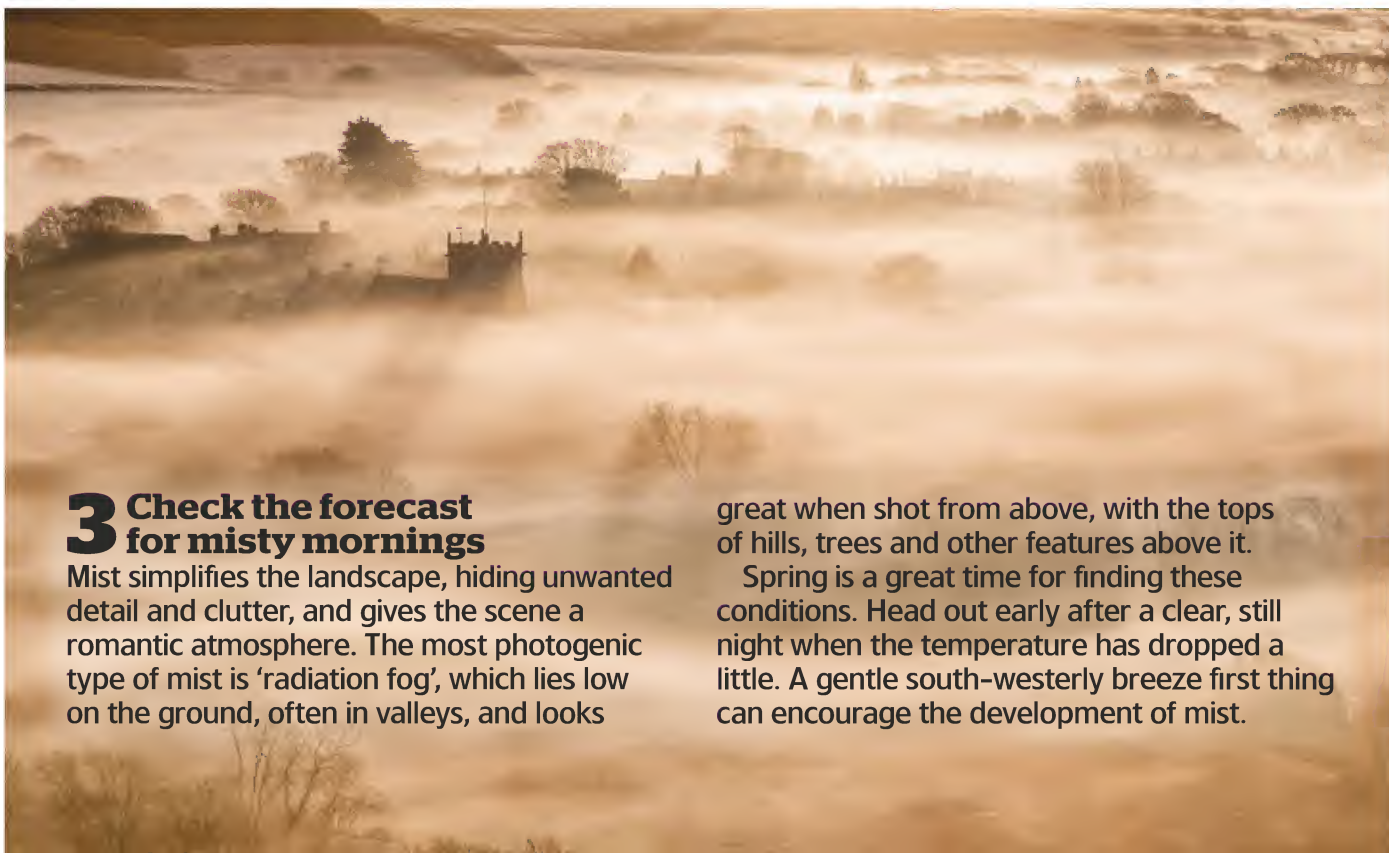 3 Check the forecast
for misty mornings
Mist simplifies the landscape, hiding unwanted
detail and clutter, and gives the scene a
romantic atmosphere. The most photogenic
type of mist is ‘radiation fog’, which lies low
on the ground, often in valleys, and looks
great when shot from above, with the tops
of hills, trees and other features above it.
Spring is a great time for finding these
conditions. Head out early after a clear, still
night when the temperature has dropped a
little. A gentle south-westerly breeze first thing
can encourage the development of mist.